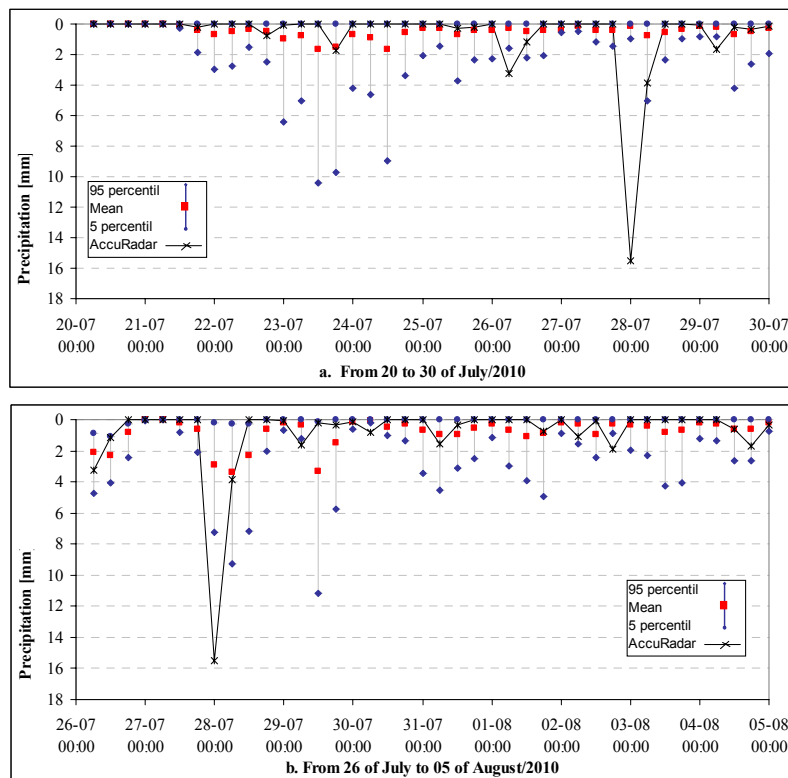 0
2
4
6
8
10
12
14
16
18
Precipitation [mm]
95 percentil
Mean
5 percentil
AccuRadar
20-07 21-07 22-07 23-07 24-07 25-07 26-07 27-07 28-07 29-07 30-07
00:00 00:00 00:00 00:00 00:00 00:00 00:00 00:00 00:00 00:00 00:00
a. From 20 to 30 of July/2010
0
2
4
6
8
10
12
14
16
18
Precipitation [mm]
95 percentil
Mean
5 percentil
AccuRadar
26-07 27-07 28-07 29-07 30-07 31-07 01-08 02-08 03-08 04-08 05-08
00:00 00:00 00:00 00:00 00:00 00:00 00:00 00:00 00:00 00:00 00:00
b. From 26 of July to 05 of August/2010